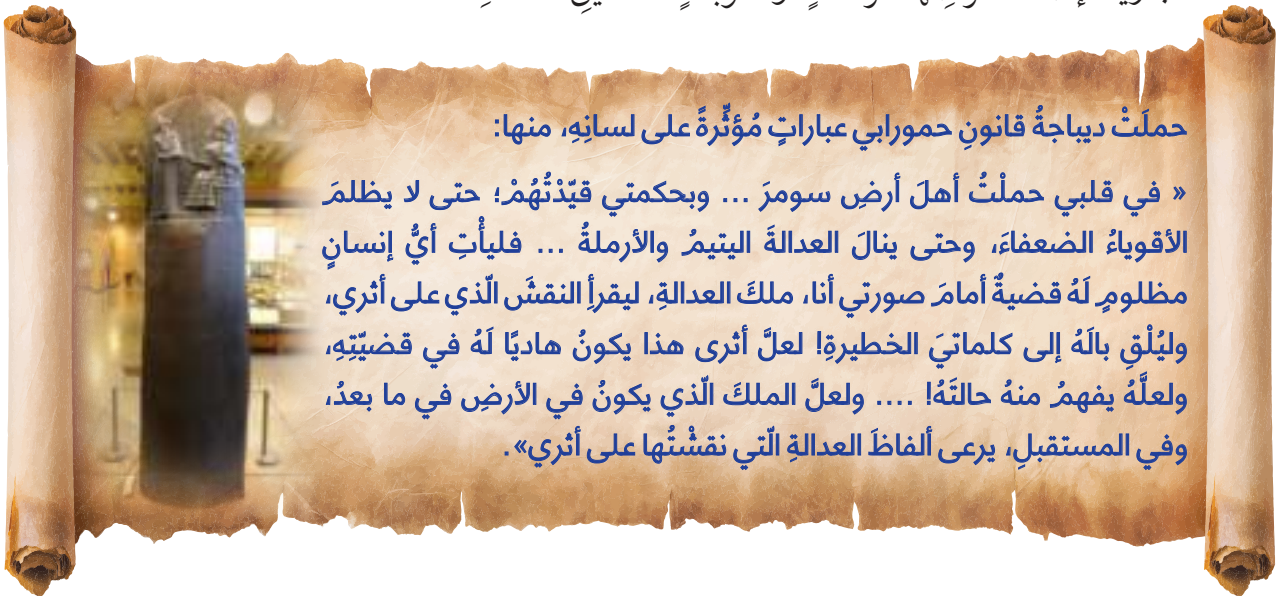 حملَتْ ديباجةُ قانونِ حمورابي عباراتٍ مُؤثِّرةً على لسانِهِ، منها:
« في قلبي حملْتُ أهلَ أرضِ سومرَ ... وبحكمتي قيّدْتُهُمْ؛ حتى لا يظلمَ
الأقوياءُ الضعفاءَ، وحتى ينالَ العدالةَ اليتيمُ والأرملةُ ... فليأْتِ أيُّ إنسانٍ
مظلومٍ لَهُ قضيةٌ أمامَ صورتي أنا، ملكَ العدالةِ، ليقرأِ النقشَ الّذي على أثري،
وليُلْقِ بالَهُ إلى كلماتيَ الخطيرةِ! لعلَّ أثرى هذا يكونُ هاديًا لَهُ في قضيّتِهِ،
ولعلَّهُ يفهمُ منهُ حالتَهُ! .... ولعلَّ الملكَ الّذي يكونُ في الأرضِ في ما بعدُ،
وفي المستقبلِ، يرعى ألفاظَ العدالةِ الّتي نقشْتُها على أثري».